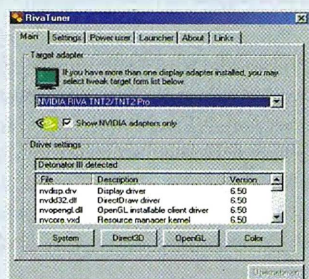 RivaTuner
Main Settings Power user Launcher About Links
Target adapter
If you have more than one display adapter installed, you may
select tweak target form list below.
NVIDIA RIVA TNT2/TNT2 Pro
Show NVIDIA adapters only
Driver settings
Detonator III detected
File Description Version
nvdisp.drv Display driver 6.50
nvdd32.dll DirectDraw driver 6.50
nvopengl.dll OpenGL installable client driver 6.50
nvcore.vxd Resource manager kernel 6.50
System Direct3D OpenGL Color